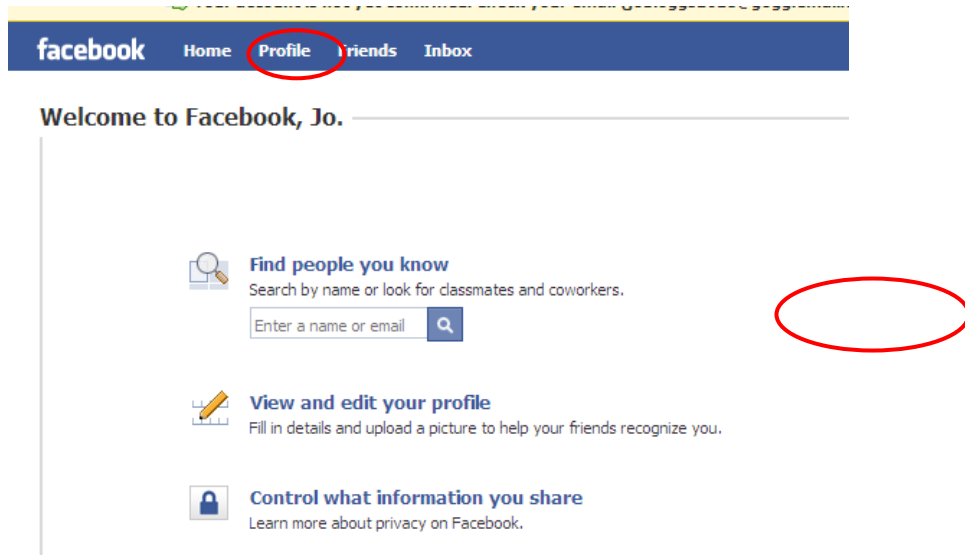 facebook Home Profile Friends Inbox
Welcome to Facebook, Jo.
Find people you know
Search by name or look for classmates and coworkers.
Enter a name or email
View and edit your profile
Fill in details and upload a picture to help your friends recognize you.
Control what information you share
Learn more about privacy on Facebook.